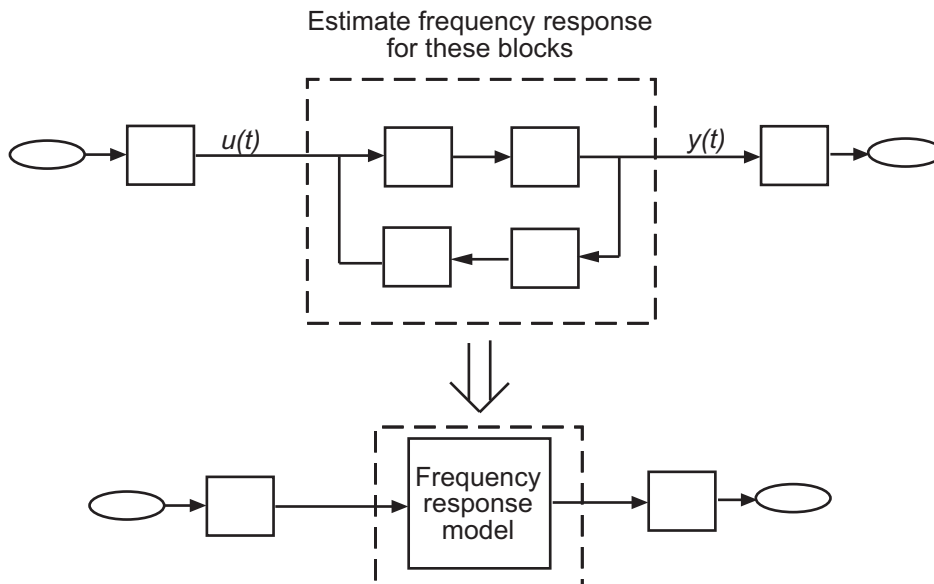 Estimate frequency response
for these blocks
u(t)
y(t)
Frequency
response
model